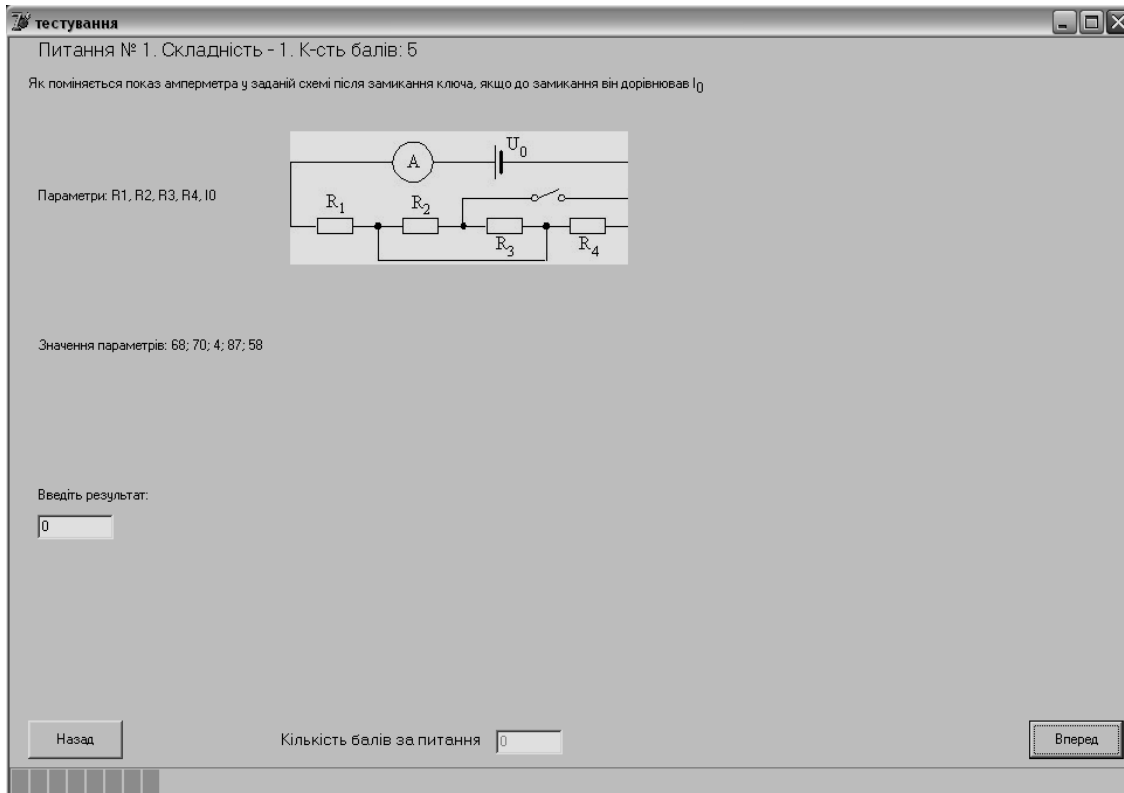 тестування
Питання № 1. Складність - 1. К-сть балів: 5
Як поміняється показ амперметра у заданій схемі після замикання ключа, якщо до замикання він дорівнював I0
A
U0
Параметри: R1, R2, R3, R4, I0
R1
R2
R3
R4
Значення параметрів: 68; 70; 4; 87; 58
Введіть результат:
0
Назад
Кількість балів за питання
0
Вперед